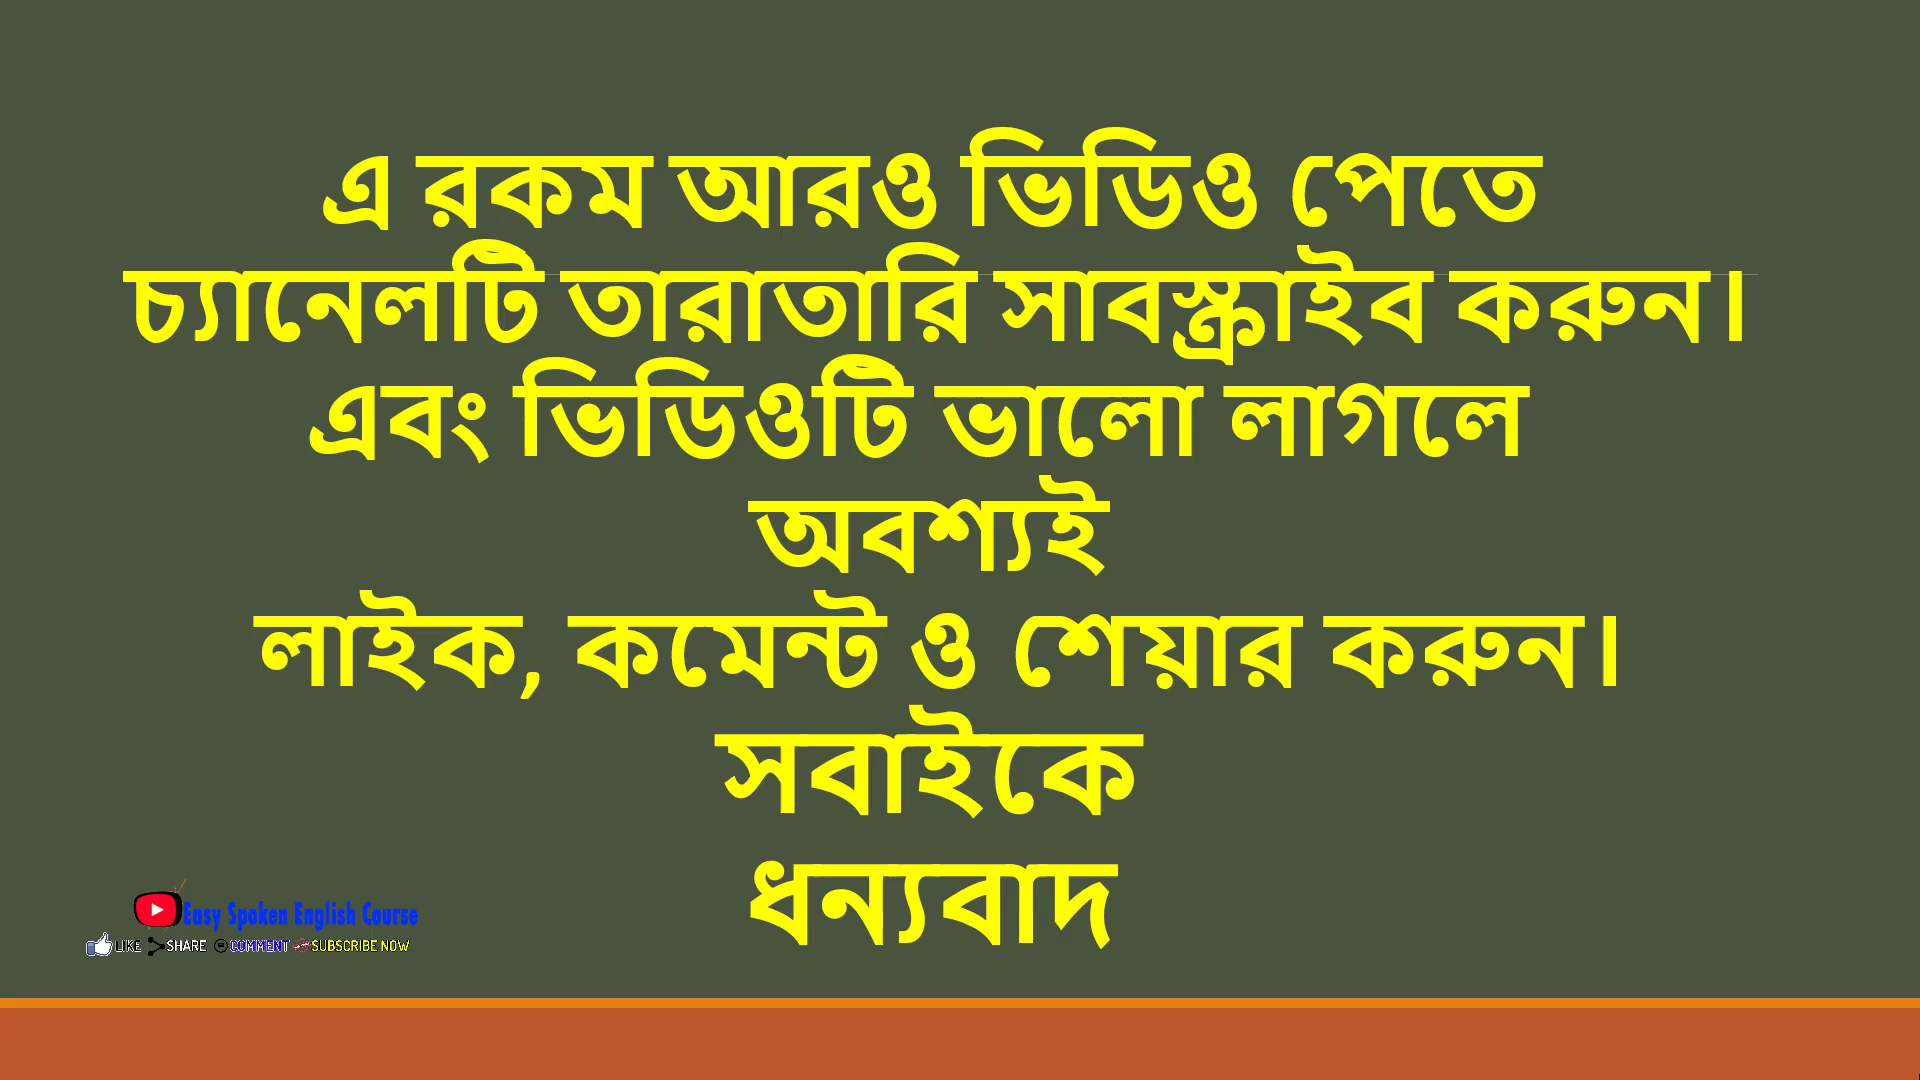 এ রকম আরও ভিডিও পেতে
চ্যানেলটি তারাতারি সাবস্ক্রাইব করুন।
এবং ভিডিওটি ভালো লাগলে
অবশ্যই
লাইক, কমেন্ট ও শেয়ার করুন।
সবাইকে
ধন্যবাদ
Easy Spoken English Course
LIKE SHARE COMMENT SUBSCRIBE NOW